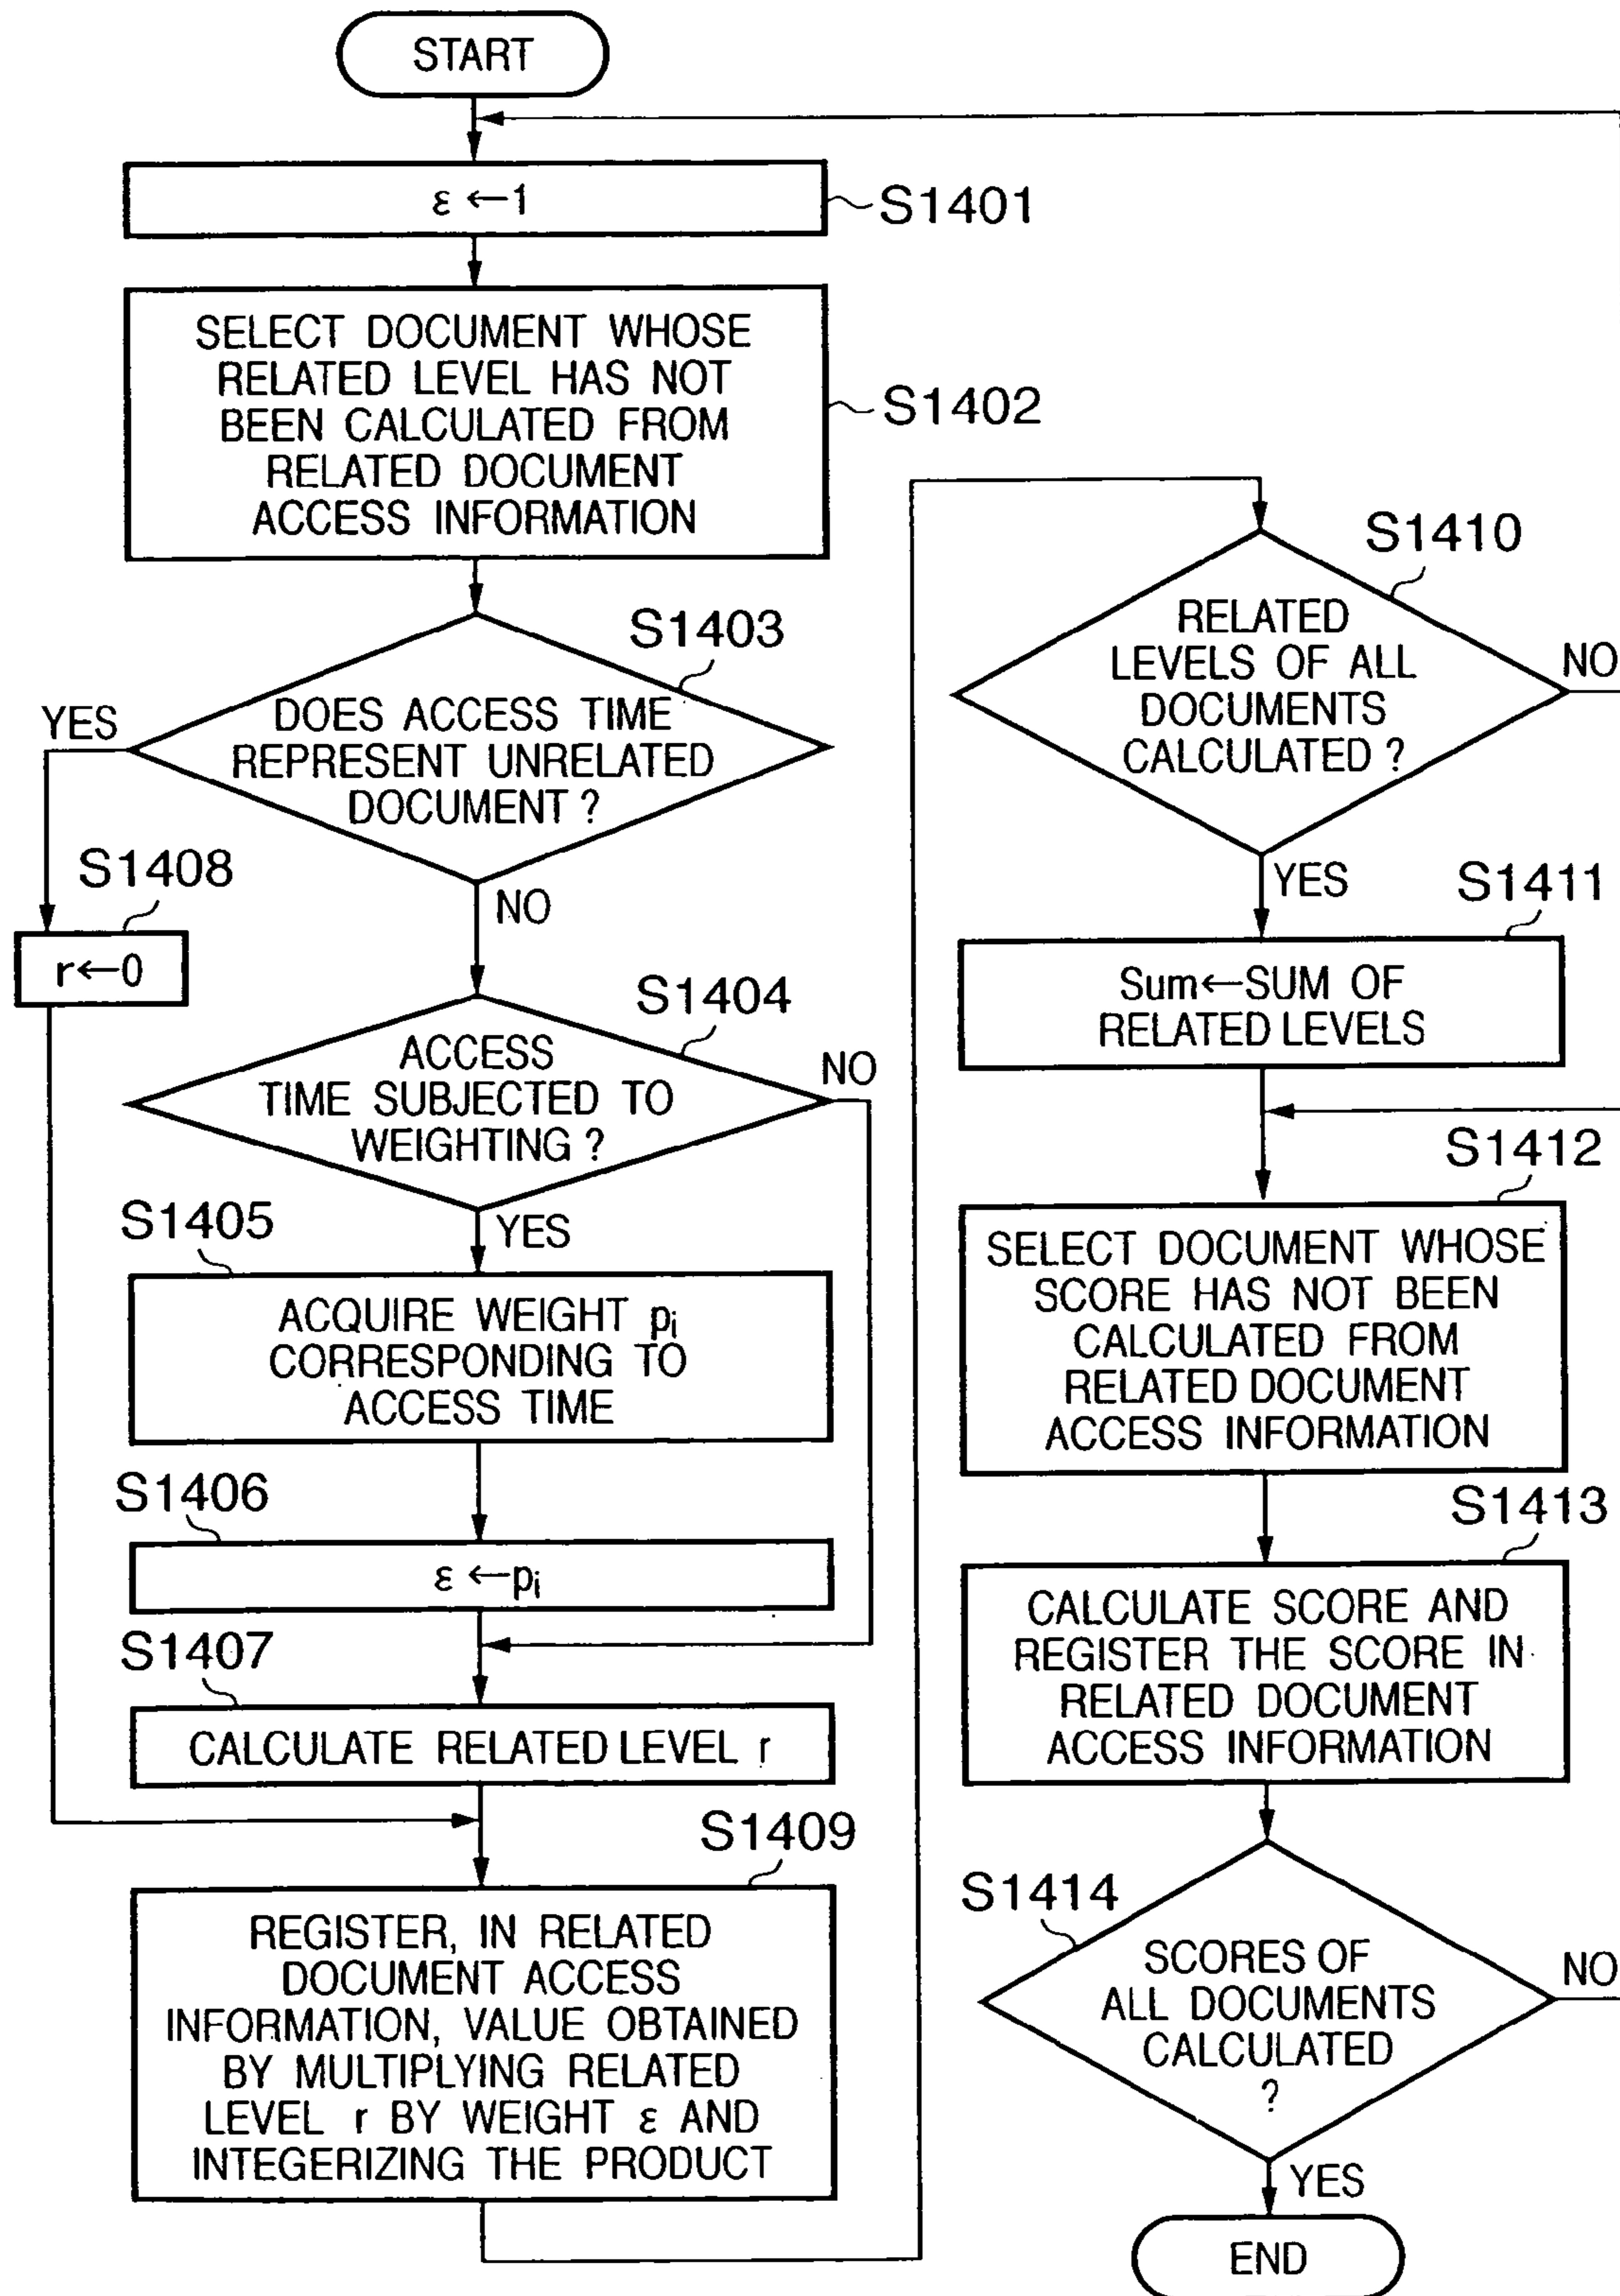 START
ε ←1
S1401
SELECT DOCUMENT WHOSE
RELATED LEVEL HAS NOT
BEEN CALCULATED FROM
RELATED DOCUMENT
ACCESS INFORMATION
S1402
S1403
YES
DOES ACCESS TIME
REPRESENT UNRELATED
DOCUMENT ?
NO
S1408
r←0
S1404
ACCESS
TIME SUBJECTED TO
WEIGHTING ?
NO
YES
S1405
ACQUIRE WEIGHT pi
CORRESPONDING TO
ACCESS TIME
S1406
ε ←pi
S1407
CALCULATE RELATED LEVEL r
S1409
REGISTER, IN RELATED
DOCUMENT ACCESS
INFORMATION, VALUE OBTAINED
BY MULTIPLYING RELATED
LEVEL r BY WEIGHT ε AND
INTEGERIZING THE PRODUCT
S1410
RELATED
LEVELS OF ALL
DOCUMENTS
CALCULATED ?
NO
YES
S1411
Sum←SUM OF
RELATED LEVELS
S1412
SELECT DOCUMENT WHOSE
SCORE HAS NOT BEEN
CALCULATED FROM
RELATED DOCUMENT
ACCESS INFORMATION
S1413
CALCULATE SCORE AND
REGISTER THE SCORE IN
RELATED DOCUMENT
ACCESS INFORMATION
S1414
SCORES OF
ALL DOCUMENTS
CALCULATED
?
NO
YES
END